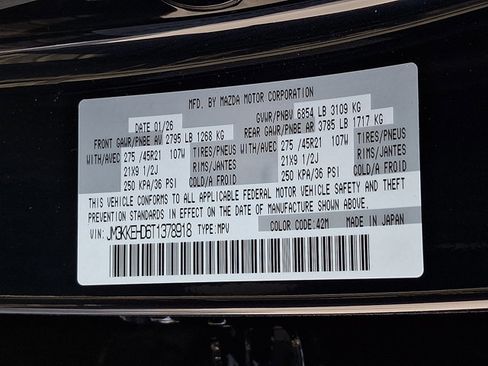 MFD. BY MAZDA MOTOR CORPORATION
DATE 01/26 GVWR/PNBV 6854 LB 3109 KG
FRONT GAWR/PNBE AV 2795 LB 1268 KG REAR GAWR/PNBE AR 3785 LB 1717 KG
WITH/AVEC 275 /45R21 107W TIRES/PNEUS WITH/AVEC 275 /45R21 107W TIRES/PNEUS
21X9 1/2J RIMS/JANTES 21X9 1/2J RIMS/JANTES
250 KPA/36 PSI COLD/A FROID 250 KPA/36 PSI COLD/A FROID
THIS VEHICLE CONFORMS TO ALL APPLICABLE FEDERAL MOTOR VEHICLE SAFETY AND THEFT
PREVENTION STANDARDS IN EFFECT ON THE DATE OF MANUFACTURE SHOWN ABOVE.
VIN: JM3KKEHD6T1378918 TYPE:MPV COLOR CODE:42M MADE IN JAPAN